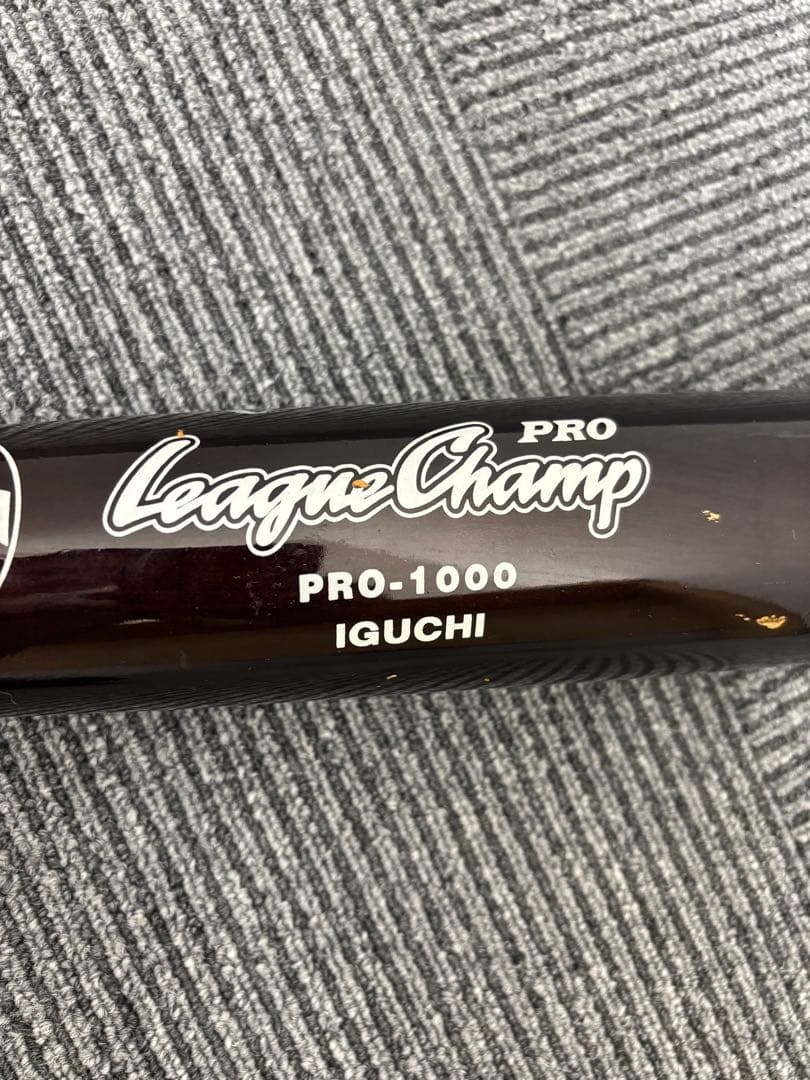 PRO
League Champ
PRO-1000
IGUCHI